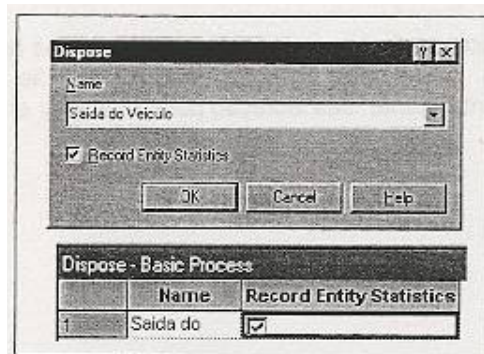 Dispose
Name
Saida do Veiculo
Record Entity Statistics
OK Cancel Help
Dispose - Basic Process
Name Record Entity Statistics
1 Saida do